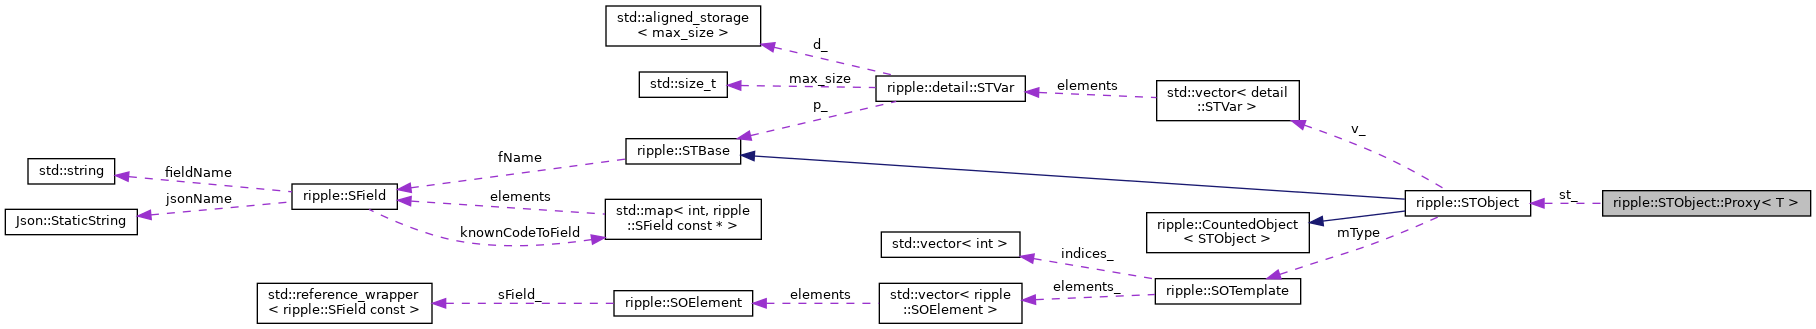 std::aligned_storage
< max_size >
d_
std::size_t
max_size
ripple::detail::STVar
elements
std::vector< detail
::STVar >
p_
v_
ripple::STBase
fName
std::string
fieldName
ripple::SField
jsonName
Json::StaticString
elements
std::map< int, ripple
::SField const * >
knownCodeToField
ripple::STObject
st_
ripple::STObject::Proxy< T >
ripple::CountedObject
< STObject >
mType
std::vector< int >
indices_
ripple::SOTemplate
elements_
std::vector< ripple
::SOElement >
elements
ripple::SOElement
sField_
std::reference_wrapper
< ripple::SField const >